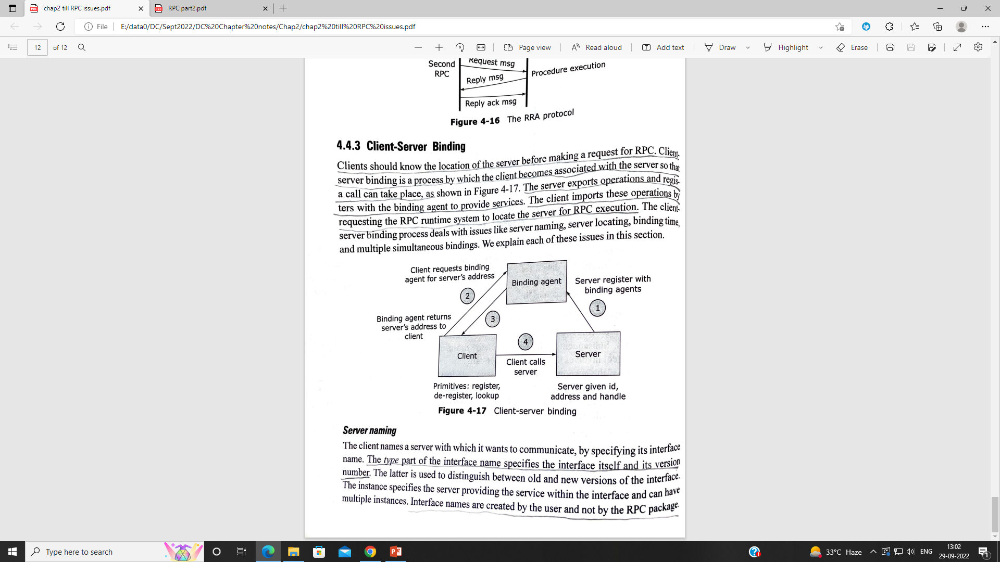 chap2 till RPC issues.pdf
RPC part2.pdf
File
E:/data0/DC/Sept2022/DC%20Chapter%20notes/Chap2/chap2%20till%20RPC%20issues.pdf
12 of 12
Page view
Read aloud
Add text
Draw
Highlight
Erase
Second RPC
Request msg
Procedure execution
Reply msg
Reply ack msg
Figure 4-16 The RRA protocol
4.4.3 Client-Server Binding
Clients should know the location of the server before making a request for RPC. Client-
server binding is a process by which the client becomes associated with the server so that
a call can take place, as shown in Figure 4-17. The server exports operations and regis-
ters with the binding agent to provide services. The client imports these operations by
requesting the RPC runtime system to locate the server for RPC execution. The client-
server binding process deals with issues like server naming, server locating, binding time,
and multiple simultaneous bindings. We explain each of these issues in this section.
Client requests binding
agent for server's address
Binding agent
Server register with
binding agents
2
1
3
Binding agent returns
server's address to
client
4
Client
Client calls
server
Server
Primitives: register,
de-register, lookup
Server given id,
address and handle
Figure 4-17 Client-server binding
Server naming
The client names a server with which it wants to communicate, by specifying its interface
name. The type part of the interface name specifies the interface itself and its version
number. The latter is used to distinguish between old and new versions of the interface.
The instance specifies the server providing the service within the interface and can have
multiple instances. Interface names are created by the user and not by the RPC package.
Type here to search
33°C Haze
ENG
13:02
29-09-2022
1